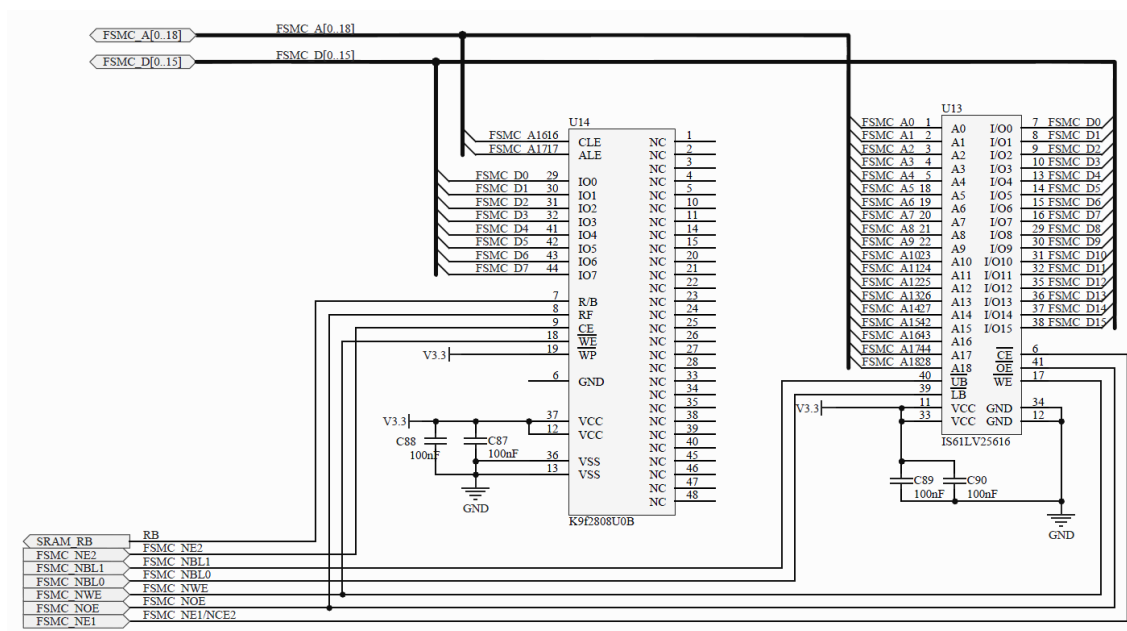 FSMC_A[0..18] FSMC_A[0..18]
FSMC_D[0..15] FSMC_D[0..15]
U14
FSMC_A16 16 CLE
FSMC_A17 17 ALE
FSMC_D0 29 IO0
FSMC_D1 30 IO1
FSMC_D2 31 IO2
FSMC_D3 32 IO3
FSMC_D4 41 IO4
FSMC_D5 42 IO5
FSMC_D6 43 IO6
FSMC_D7 44 IO7
7 R/B
8 RF
9 CE
18 WE
V3.3 19 WP
6 GND
V3.3 37 VCC
12 VCC
C88 100nF
C87 100nF
36 VSS
13 VSS
GND
NC 1
NC 2
NC 3
NC 4
NC 5
NC 10
NC 11
NC 14
NC 15
NC 20
NC 21
NC 22
NC 23
NC 24
NC 25
NC 26
NC 27
NC 28
NC 33
NC 34
NC 35
NC 38
NC 39
NC 40
NC 45
NC 46
NC 47
NC 48
K9f2808U0B
U13
FSMC_A0 1 A0 I/O0 7 FSMC_D0
FSMC_A1 2 A1 I/O1 8 FSMC_D1
FSMC_A2 3 A2 I/O2 9 FSMC_D2
FSMC_A3 4 A3 I/O3 10 FSMC_D3
FSMC_A4 5 A4 I/O4 13 FSMC_D4
FSMC_A5 18 A5 I/O5 14 FSMC_D5
FSMC_A6 19 A6 I/O6 15 FSMC_D6
FSMC_A7 20 A7 I/O7 16 FSMC_D7
FSMC_A8 21 A8 I/O8 29 FSMC_D8
FSMC_A9 22 A9 I/O9 30 FSMC_D9
FSMC_A10 23 A10 I/O10 31 FSMC_D10
FSMC_A11 24 A11 I/O11 32 FSMC_D11
FSMC_A12 25 A12 I/O12 35 FSMC_D12
FSMC_A13 26 A13 I/O13 36 FSMC_D13
FSMC_A14 27 A14 I/O14 37 FSMC_D14
FSMC_A15 42 A15 I/O15 38 FSMC_D15
FSMC_A16 43 A16
FSMC_A17 44 A17 CE 6
FSMC_A18 28 A18 OE 41
40 UB WE 17
39 LB
V3.3 11 VCC GND 34
33 VCC GND 12
IS61LV25616
C89 100nF
C90 100nF
GND
SRAM_RB RB
FSMC_NE2 FSMC_NE2
FSMC_NBL1 FSMC_NBL1
FSMC_NBL0 FSMC_NBL0
FSMC_NWE FSMC_NWE
FSMC_NOE FSMC_NOE
FSMC_NE1 FSMC_NE1/NCE2